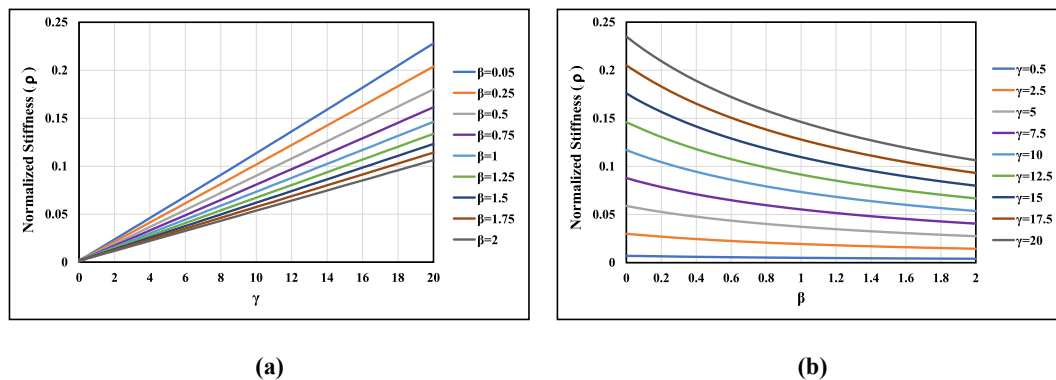 0.25
0.2
0.15
0.1
0.05
0
Normalized Stiffness ( ρ )
0 2 4 6 8 10 12 14 16 18 20
γ
β=0.05
β=0.25
β=0.5
β=0.75
β=1
β=1.25
β=1.5
β=1.75
β=2
(a)
0.25
0.2
0.15
0.1
0.05
0
Normalized Stiffness ( ρ )
0 0.2 0.4 0.6 0.8 1 1.2 1.4 1.6 1.8 2
β
γ=0.5
γ=2.5
γ=5
γ=7.5
γ=10
γ=12.5
γ=15
γ=17.5
γ=20
(b)